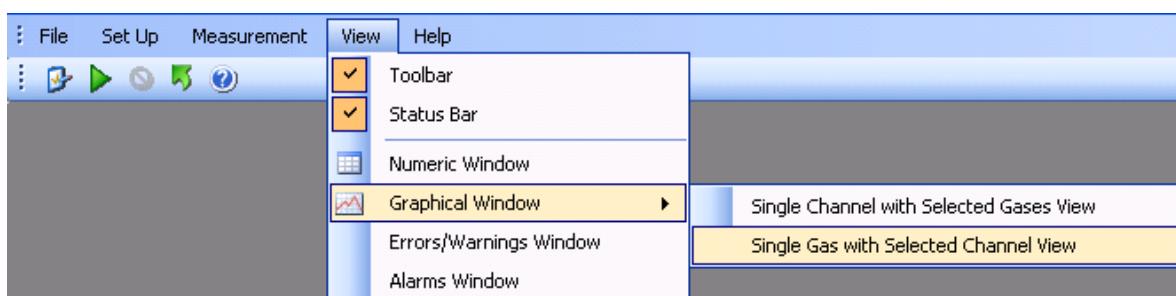 File Set Up Measurement View Help
Toolbar
Status Bar
Numeric Window
Graphical Window
Single Channel with Selected Gases View
Single Gas with Selected Channel View
Errors/Warnings Window
Alarms Window